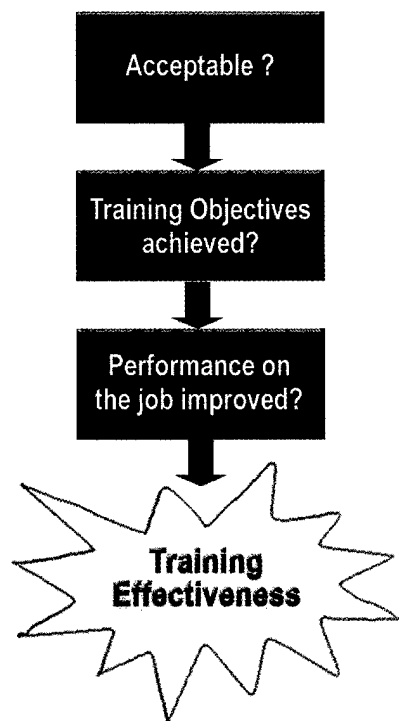 Acceptable ?
Training Objectives
achieved?
Performance on
the job improved?
Training
Effectiveness